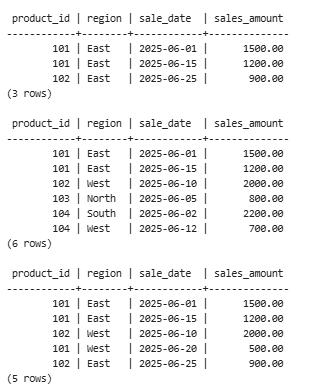 product_id | region | sale_date | sales_amount
------------+--------+------------+--------------
101 | East | 2025-06-01 | 1500.00
101 | East | 2025-06-15 | 1200.00
102 | East | 2025-06-25 | 900.00
(3 rows)
product_id | region | sale_date | sales_amount
------------+--------+------------+--------------
101 | East | 2025-06-01 | 1500.00
101 | East | 2025-06-15 | 1200.00
102 | West | 2025-06-10 | 2000.00
103 | North | 2025-06-05 | 800.00
104 | South | 2025-06-02 | 2200.00
104 | West | 2025-06-12 | 700.00
(6 rows)
product_id | region | sale_date | sales_amount
------------+--------+------------+--------------
101 | East | 2025-06-01 | 1500.00
101 | East | 2025-06-15 | 1200.00
102 | West | 2025-06-10 | 2000.00
101 | West | 2025-06-20 | 500.00
102 | East | 2025-06-25 | 900.00
(5 rows)